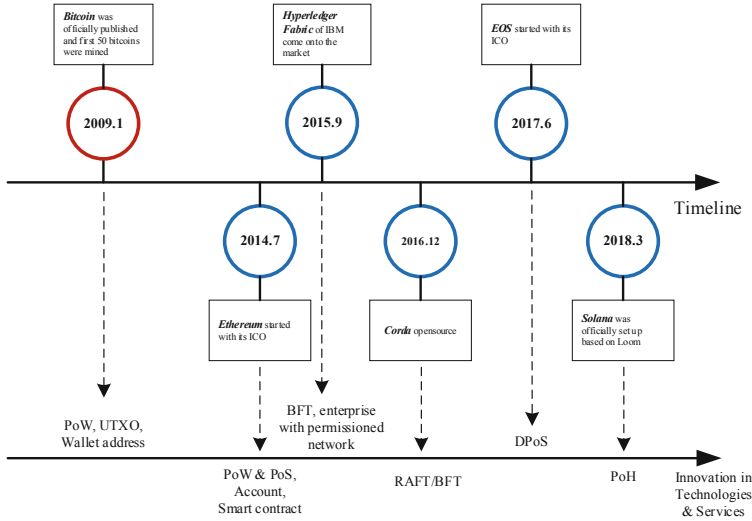 Bitcoin was
officially published
and first 50 bitcoins
were mined
Hyperledger
Fabric of IBM
come onto the
market
EOS started with its
ICO
2009.1
2015.9
2017.6
Timeline
2014.7
2016.12
2018.3
Ethereum started
with its ICO
Corda opensource
Solana was
officially set up
based on Loom
PoW, UTXO,
Wallet address
BFT, enterprise
with permissioned
network
DPoS
PoW & PoS,
Account,
Smart contract
RAFT/BFT
PoH
Innovation in
Technologies
& Services